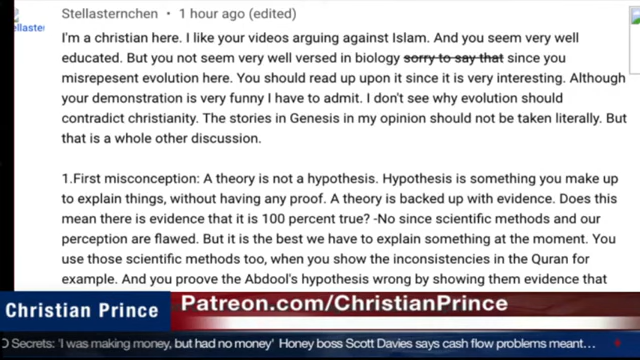 Stellasternchen • 1 hour ago (edited)
I'm a christian here. I like your videos arguing against Islam. And you seem very well
educated. But you not seem very well versed in biology sorry to say that since you
misrepesent evolution here. You should read up upon it since it is very interesting. Although
your demonstration is very funny I have to admit. I don't see why evolution should
contradict christianity. The stories in Genesis in my opinion should not be taken literally. But
that is a whole other discussion.
1.First misconception: A theory is not a hypothesis. Hypothesis is something you make up
to explain things, without having any proof. A theory is backed up with evidence. Does this
mean there is evidence that it is 100 percent true? -No since scientific methods and our
perception are flawed. But it is the best we have to explain something at the moment. You
use those scientific methods too, when you show the inconsistencies in the Quran for
example. And you proove the Abdool's hypothesis wrong by showing them evidence that
Christian Prince
Patreon.com/ChristianPrince
Secrets: 'I was making money, but had no money' Honey boss Scott Davies says cash flow problems meant...